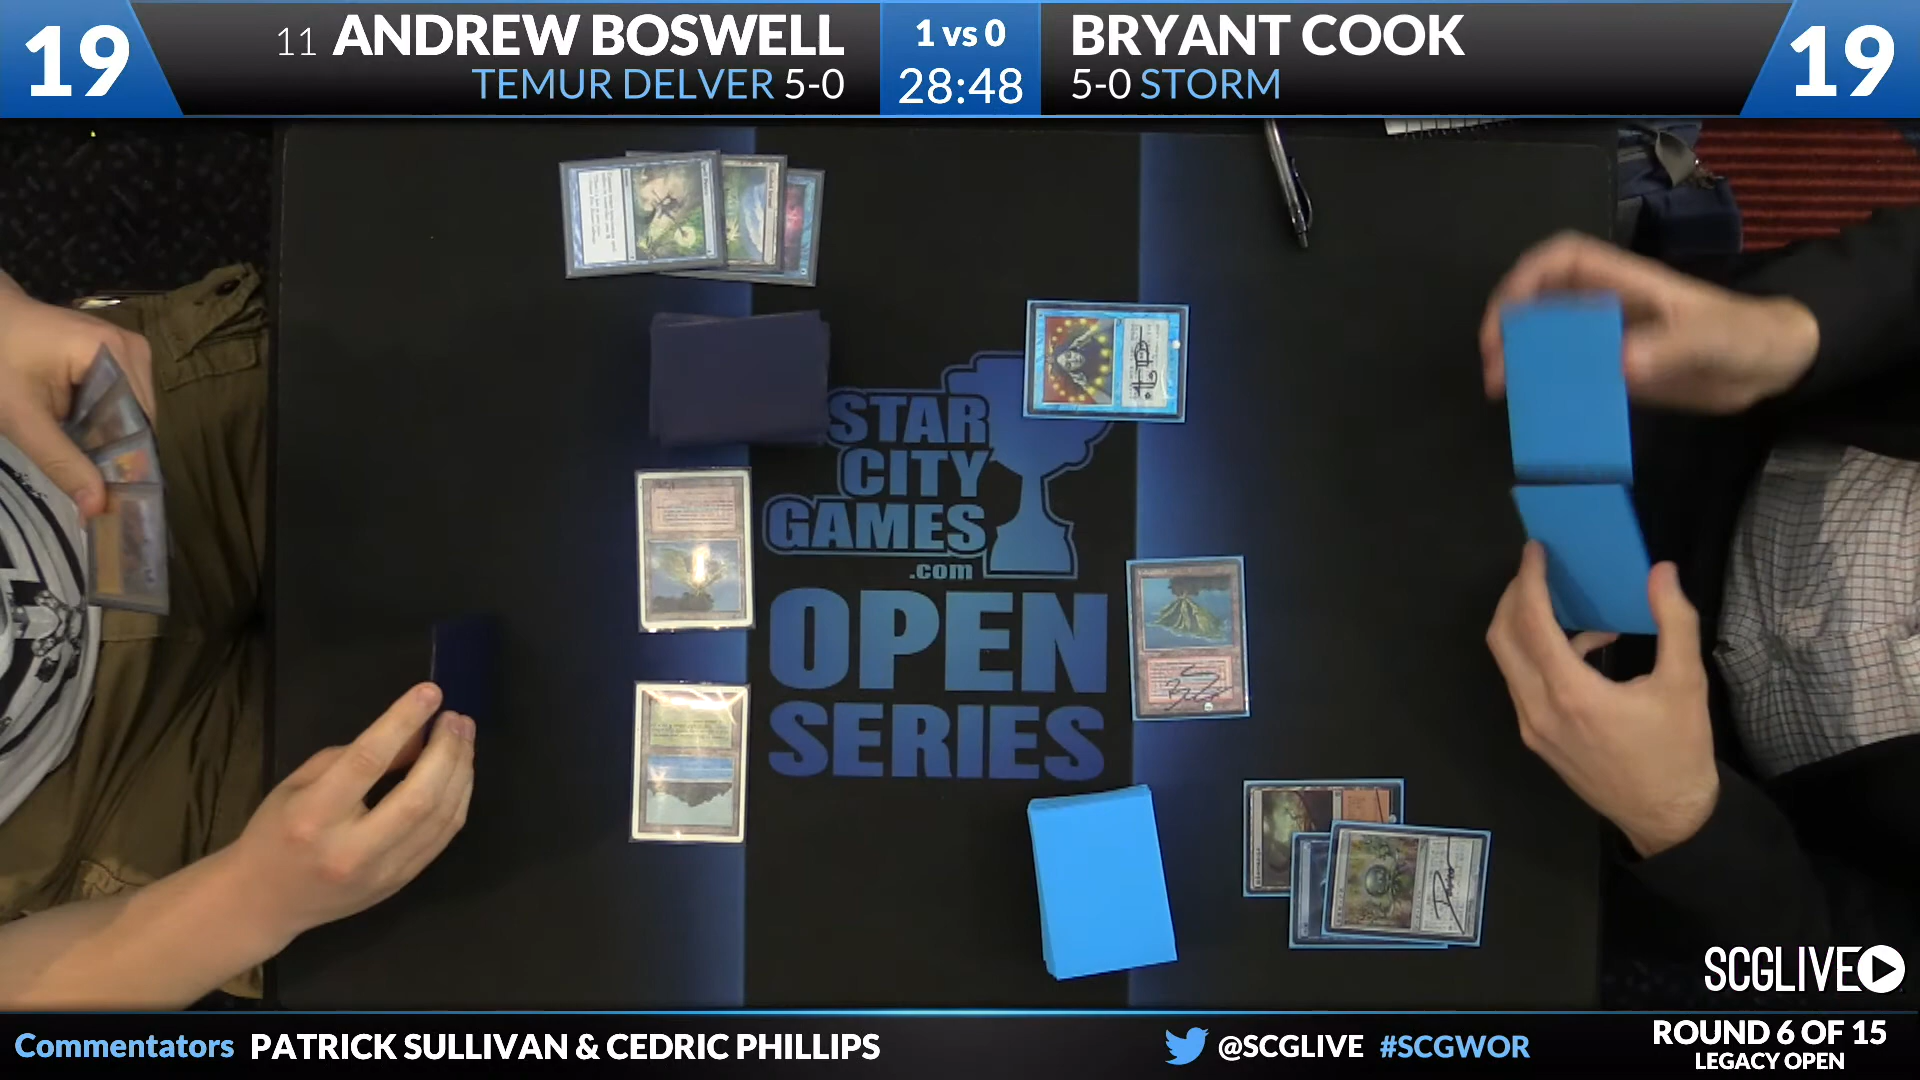 19
11 ANDREW BOSWELL
TEMUR DELVER 5-0
1 vs 0
28:48
BRYANT COOK
5-0 STORM
19
STAR
CITY
GAMES
.com
OPEN
SERIES
SCGLIVE
Commentators PATRICK SULLIVAN & CEDRIC PHILLIPS
@SCGLIVE #SCGWOR
ROUND 6 OF 15
LEGACY OPEN